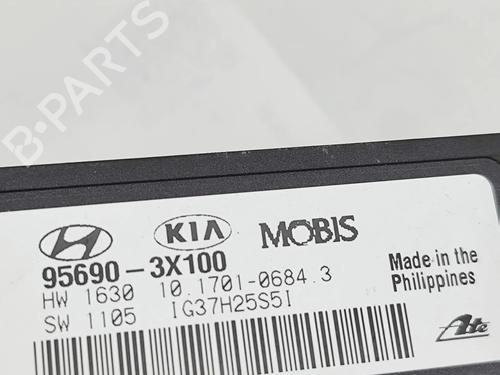 B-PARTS
KIA MOBIS
95690-3X100
HW 1630 10.1701-0684.3
SW 1105 IG37H25S5I
Made in the
Philippines
Ate